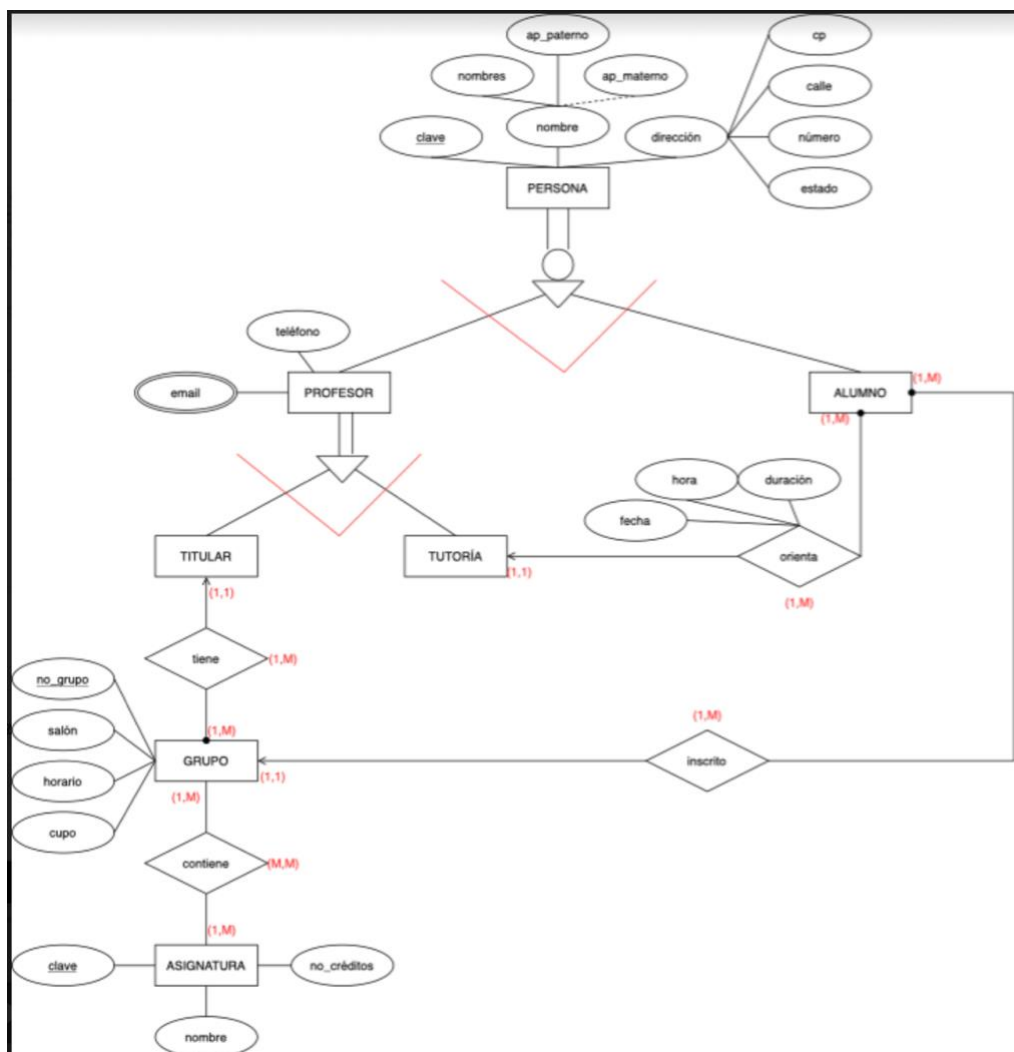 ap_paterno
cp
nombres
ap_materno
calle
clave
nombre
dirección
número
PERSONA
estado
teléfono
email
PROFESOR
ALUMNO
(1,M)
(1,M)
hora
duración
fecha
TITULAR
TUTORÍA
orienta
(1,1)
(1,1)
(1,M)
tiene
(1,M)
no_grupo
salón
(1,M)
(1,M)
GRUPO
inscrito
horario
(1,1)
(1,M)
cupo
contiene
(M,M)
(1,M)
clave
ASIGNATURA
no_créditos
nombre